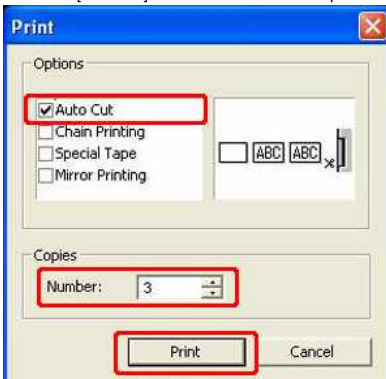 Print
Options
Auto Cut
Chain Printing
Special Tape
Mirror Printing
ABC ABC
Copies
Number: 3
Print Cancel